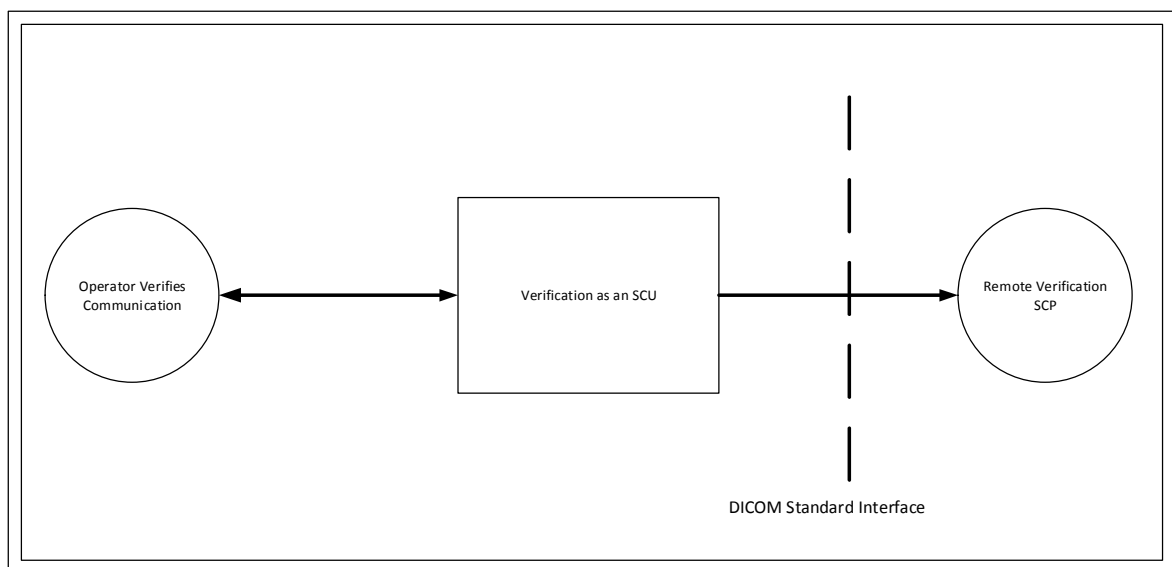 Operator Verifies
Communication
Verification as an SCU
Remote Verification
SCP
DICOM Standard Interface